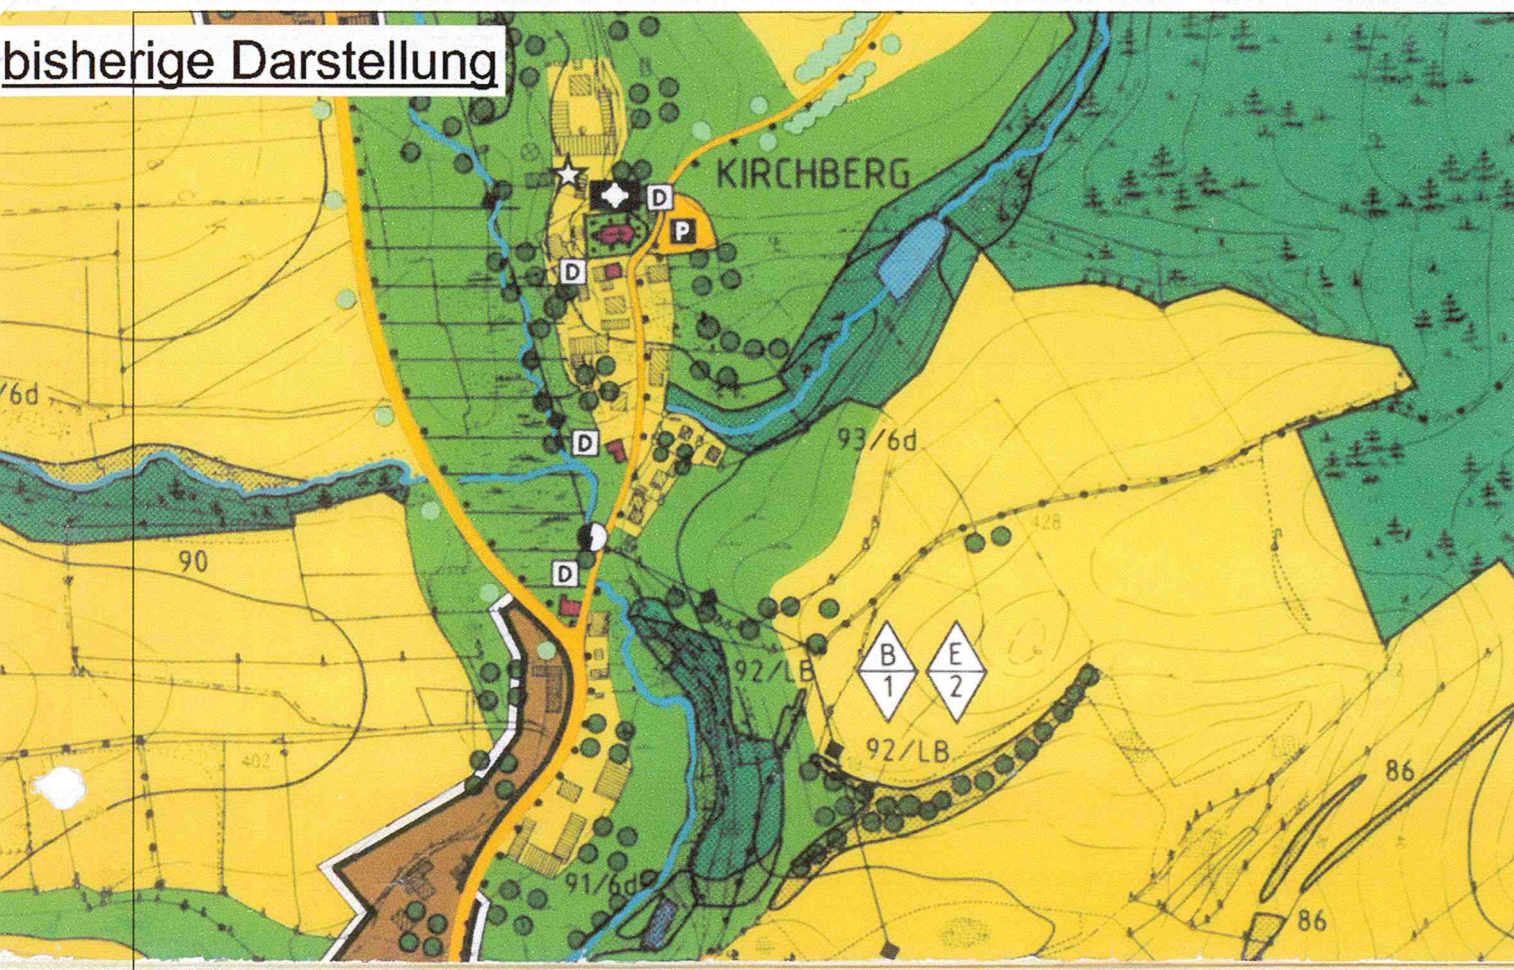 bisherige Darstellung
KIRCHBERG
D
P
D
/6d
D
93/6d
428
90
D
B
1
E
2
92/LB
92/LB
402
86
91/6d
86